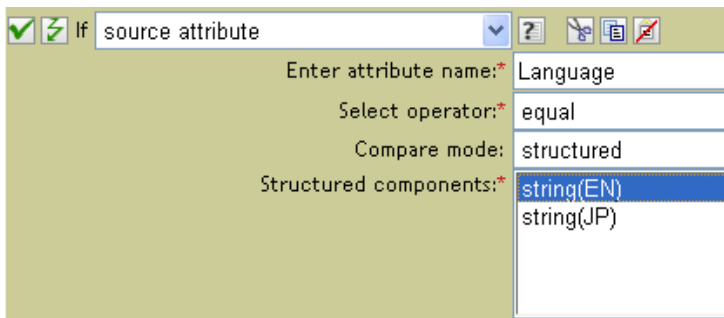 If source attribute
Enter attribute name:* Language
Select operator:* equal
Compare mode: structured
Structured components:* string(EN)
string(JP)